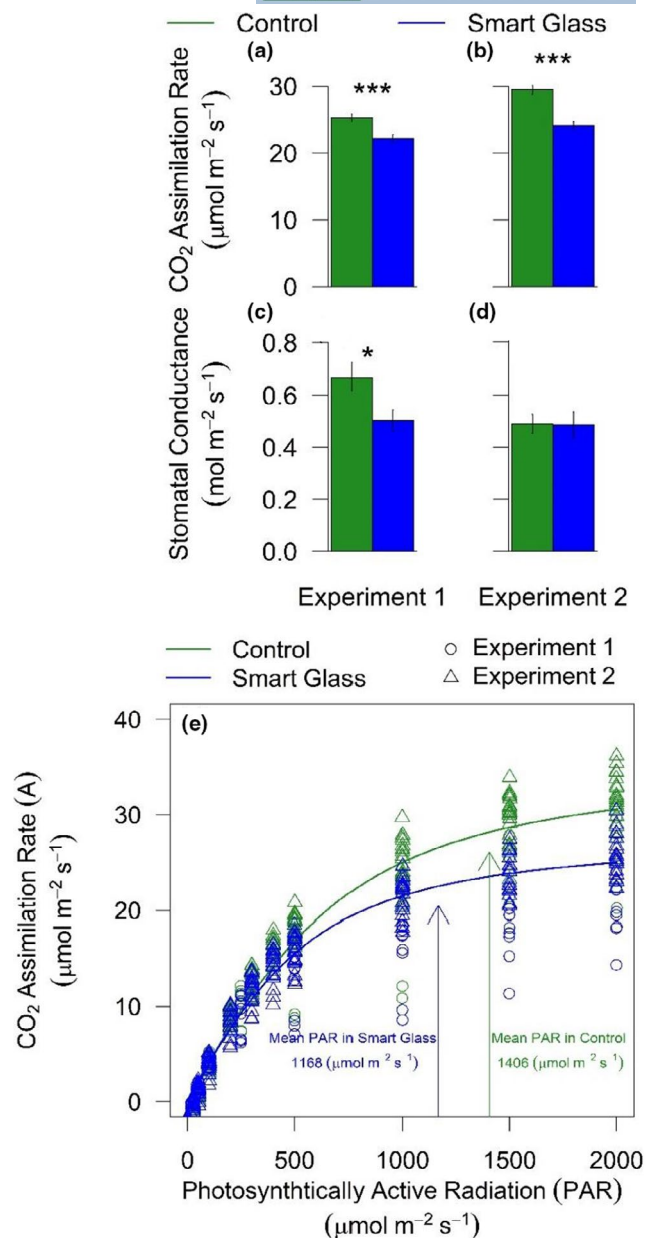 Control Smart Glass
(a) (b)
*** ***
CO2 Assimilation Rate
(µmol m−2 s−1)
30
20
10
0
(c) (d)
*
Stomatal Conductance
(mol m−2 s−1)
0.8
0.6
0.4
0.2
0.0
Experiment 1 Experiment 2
Control Experiment 1
Smart Glass Experiment 2
(e)
CO2 Assimilation Rate (A)
(µmol m−2 s−1)
40
30
20
10
0
Mean PAR in Smart Glass Mean PAR in Control
1168 (µmol m−2 s−1) 1406 (µmol m−2 s−1)
0 500 1000 1500 2000
Photosynthtically Active Radiation (PAR)
(µmol m−2 s−1)